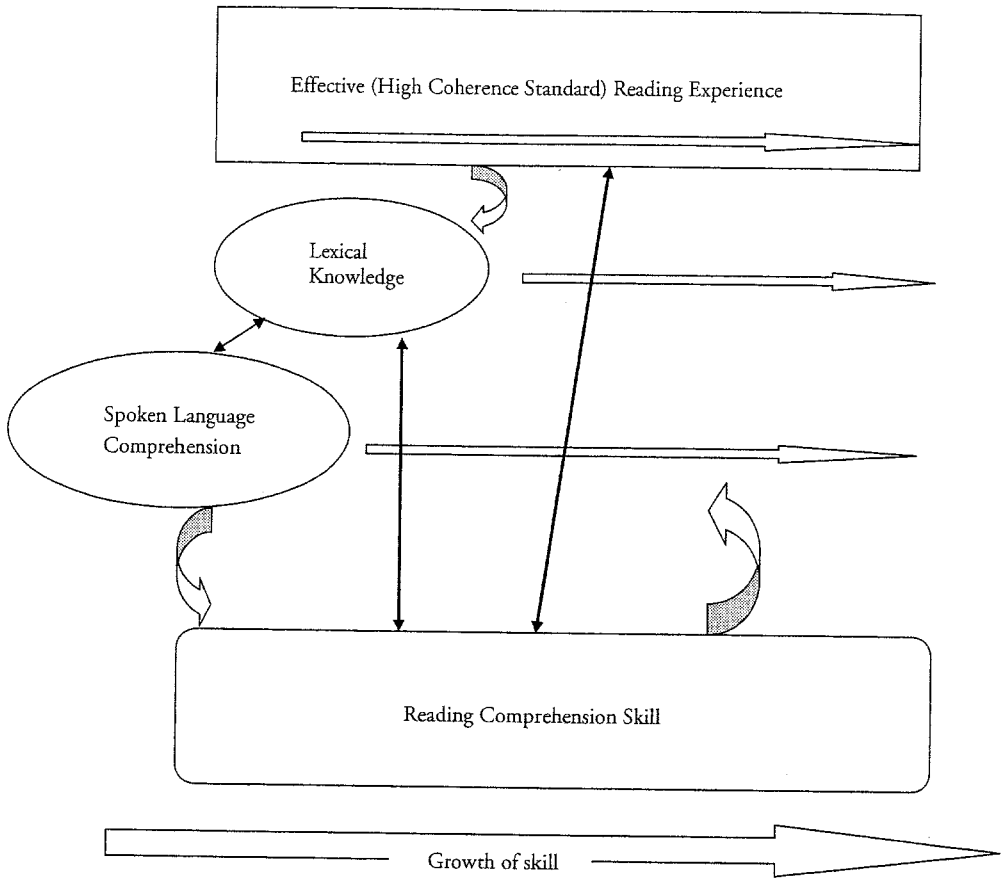 Effective (High Coherence Standard) Reading Experience
Lexical
Knowledge
Spoken Language
Comprehension
Reading Comprehension Skill
Growth of skill